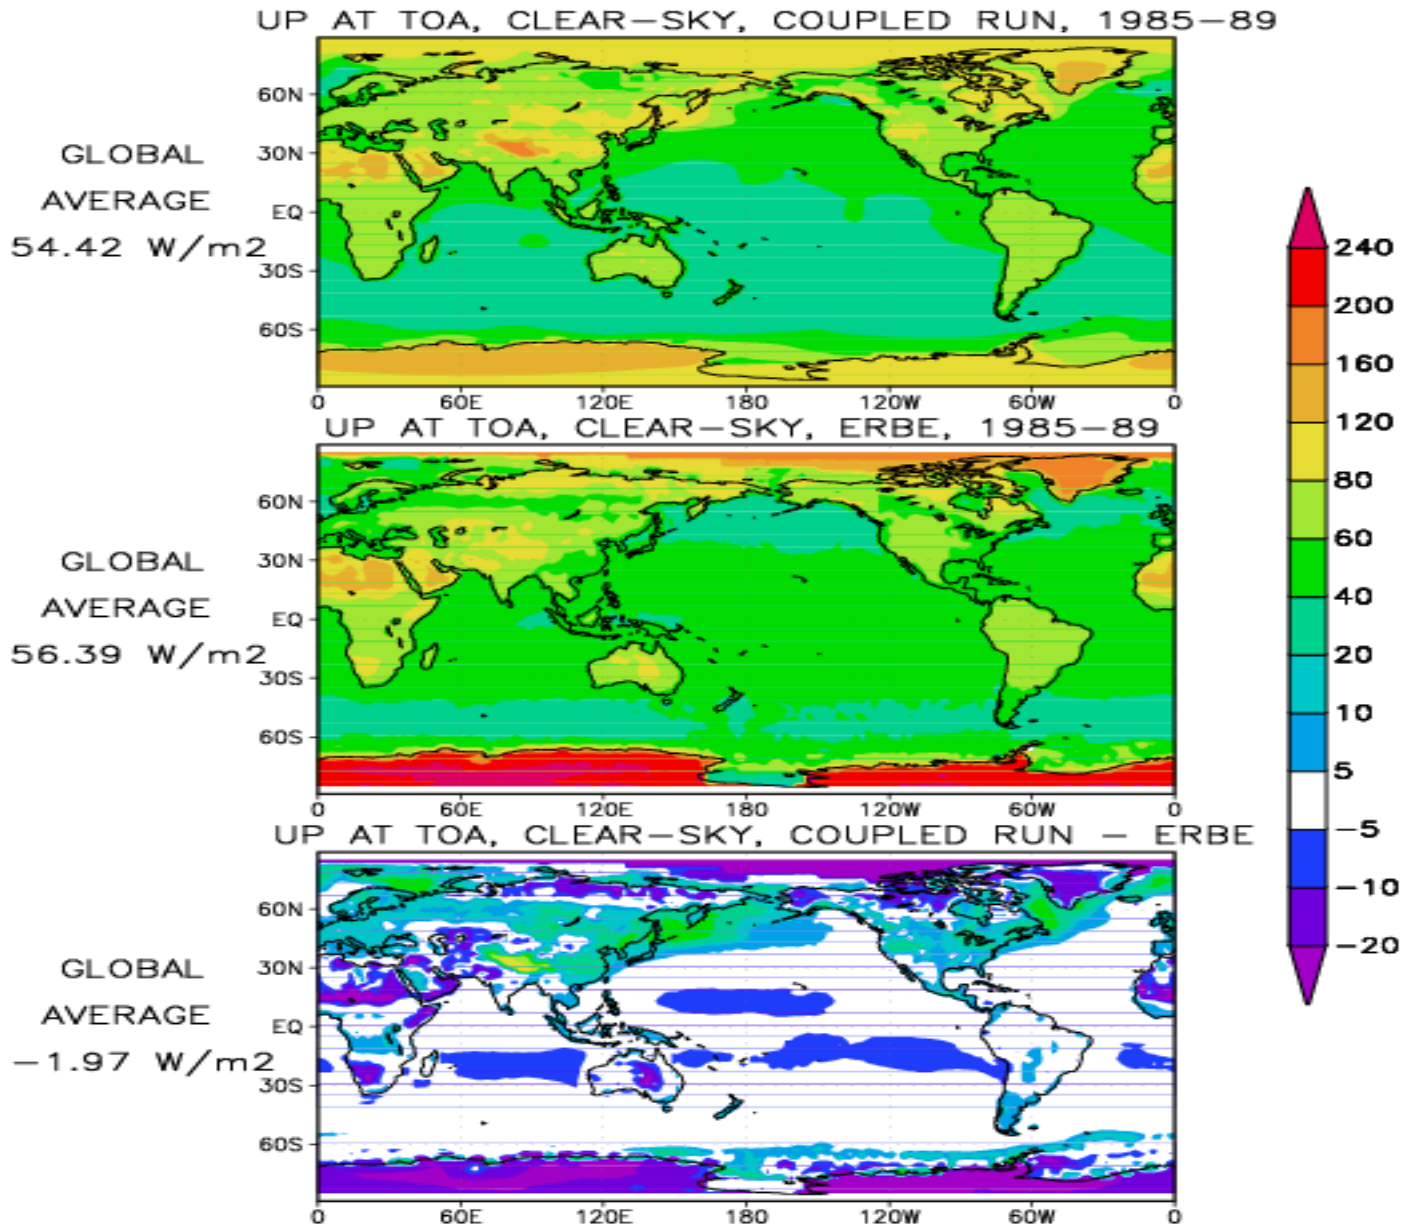 UP AT TOA, CLEAR-SKY, COUPLED RUN, 1985-89
GLOBAL
AVERAGE
54.42 W/m2
60N
30N
EQ
30S
60S
0 60E 120E 180 120W 60W 0
UP AT TOA, CLEAR-SKY, ERBE, 1985-89
GLOBAL
AVERAGE
56.39 W/m2
60N
30N
EQ
30S
60S
0 60E 120E 180 120W 60W 0
UP AT TOA, CLEAR-SKY, COUPLED RUN - ERBE
GLOBAL
AVERAGE
-1.97 W/m2
60N
30N
EQ
30S
60S
0 60E 120E 180 120W 60W 0
240
200
160
120
80
60
40
20
10
5
-5
-10
-20